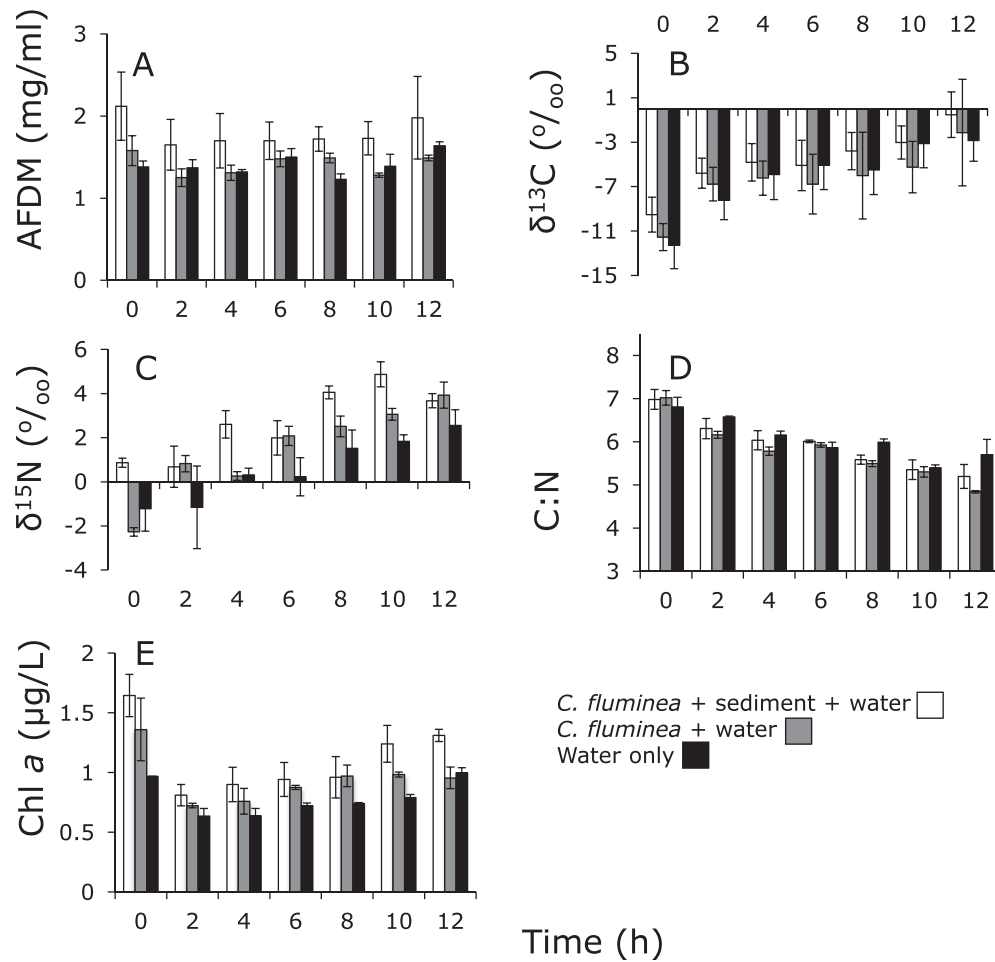 A
AFDM (mg/ml)
3
2
1
0
0 2 4 6 8 10 12
B
δ¹³C (°/₀₀)
0 2 4 6 8 10 12
5
1
-3
-7
-11
-15
C
δ¹⁵N (°/₀₀)
6
4
2
0
-2
-4
0 2 4 6 8 10 12
D
C:N
8
7
6
5
4
3
0 2 4 6 8 10 12
E
Chl a (μg/L)
2
1.5
1
0.5
0
0 2 4 6 8 10 12
C. fluminea + sediment + water
C. fluminea + water
Water only
Time (h)